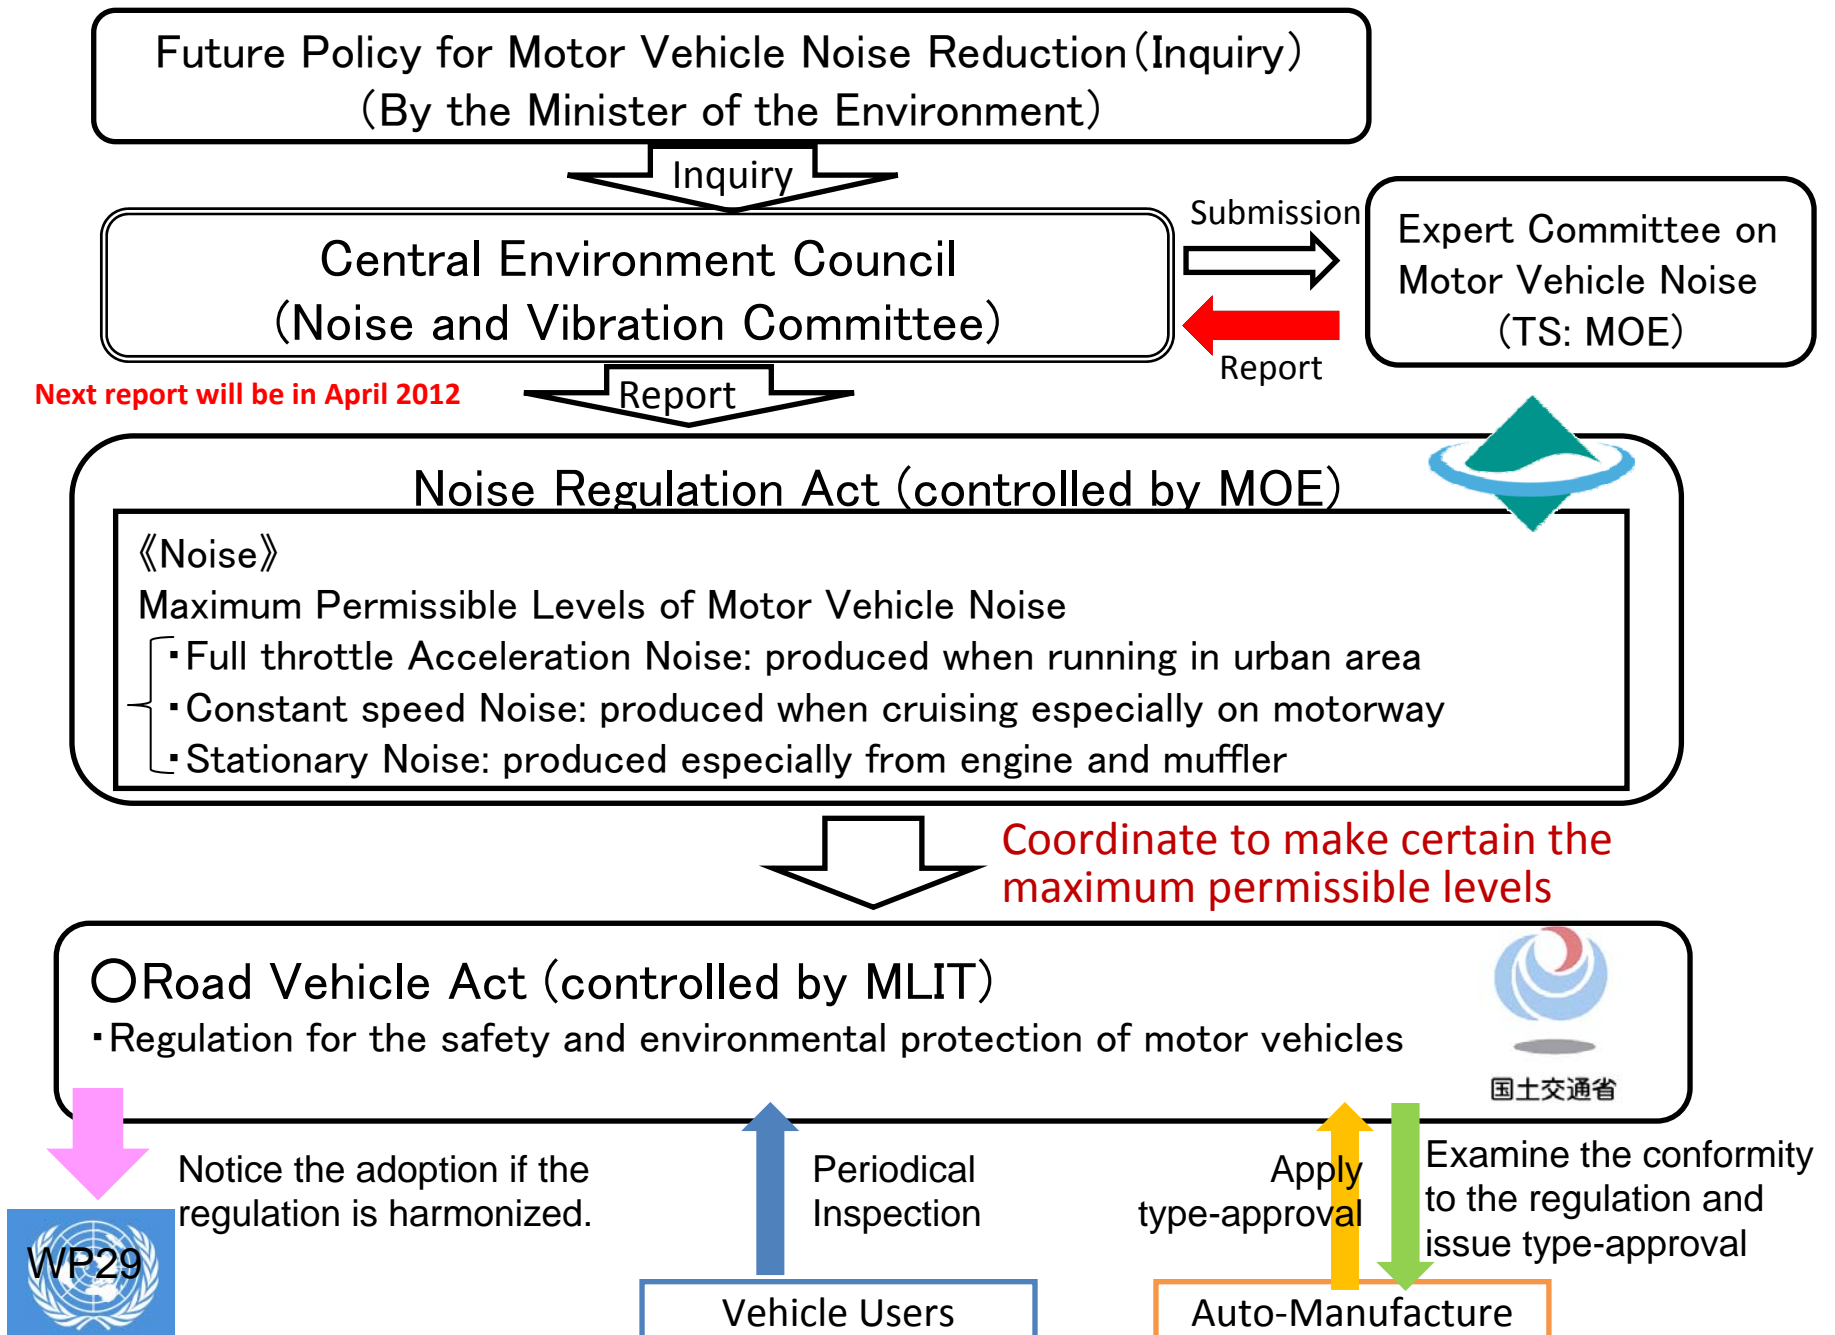 Future Policy for Motor Vehicle Noise Reduction(Inquiry)
(By the Minister of the Environment)
Inquiry
Central Environment Council
(Noise and Vibration Committee)
Submission
Report
Expert Committee on
Motor Vehicle Noise
(TS: MOE)
Next report will be in April 2012
Report
Noise Regulation Act (controlled by MOE)
《Noise》
Maximum Permissible Levels of Motor Vehicle Noise
・Full throttle Acceleration Noise: produced when running in urban area
・Constant speed Noise: produced when cruising especially on motorway
・Stationary Noise: produced especially from engine and muffler
Coordinate to make certain the
maximum permissible levels
○Road Vehicle Act (controlled by MLIT)
・Regulation for the safety and environmental protection of motor vehicles
国土交通省
Notice the adoption if the
regulation is harmonized.
WP29
Periodical
Inspection
Vehicle Users
Apply
type-approval
Examine the conformity
to the regulation and
issue type-approval
Auto-Manufacture